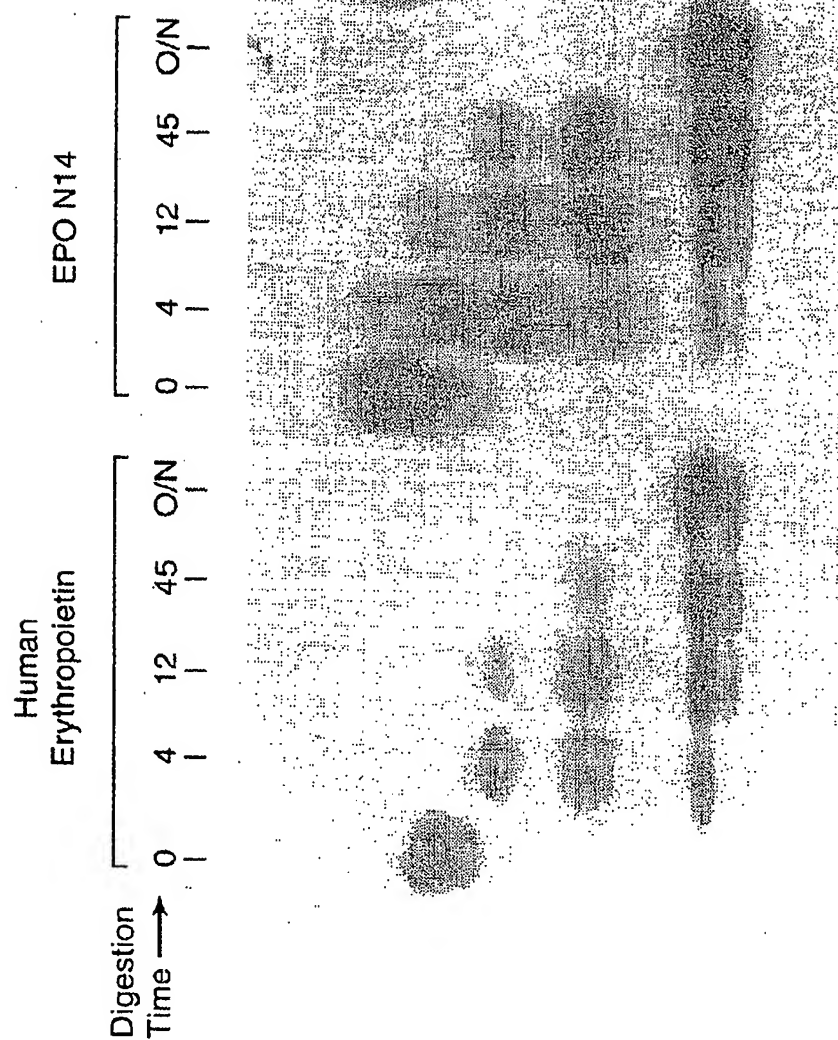 Human
Erythropoietin
EPO N14
Digestion
Time → 0 4 12 45 O/N 0 4 12 45 O/N